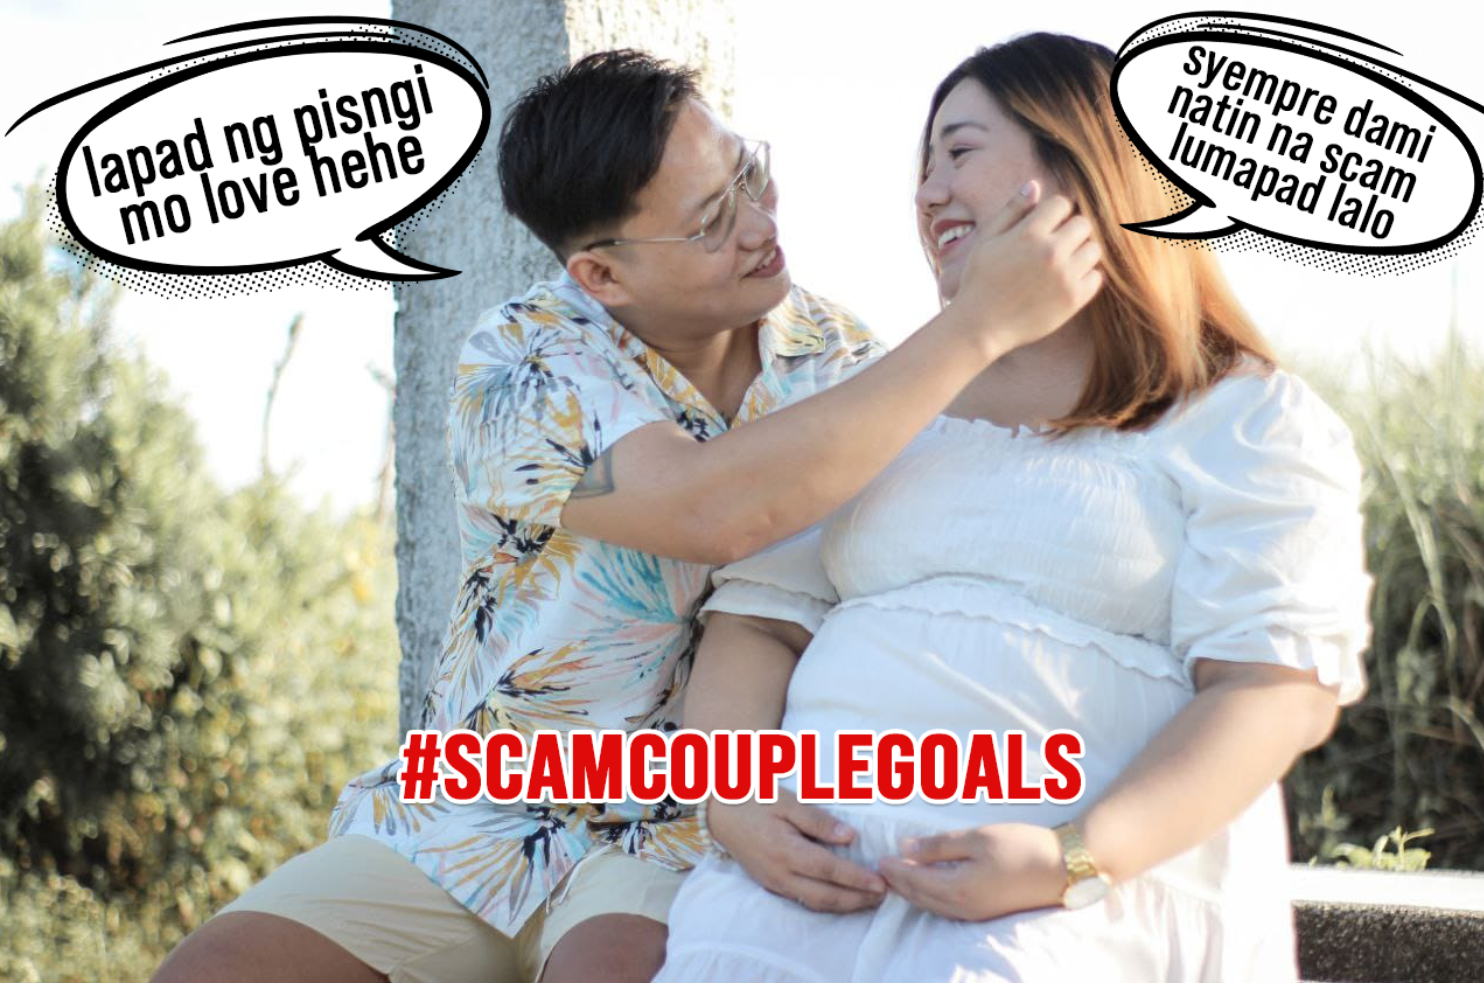 lapad ng pisngi
mo love hehe
syempre dami
natin na scam
lumapad lalo
#SCAMCOUPLEGOALS